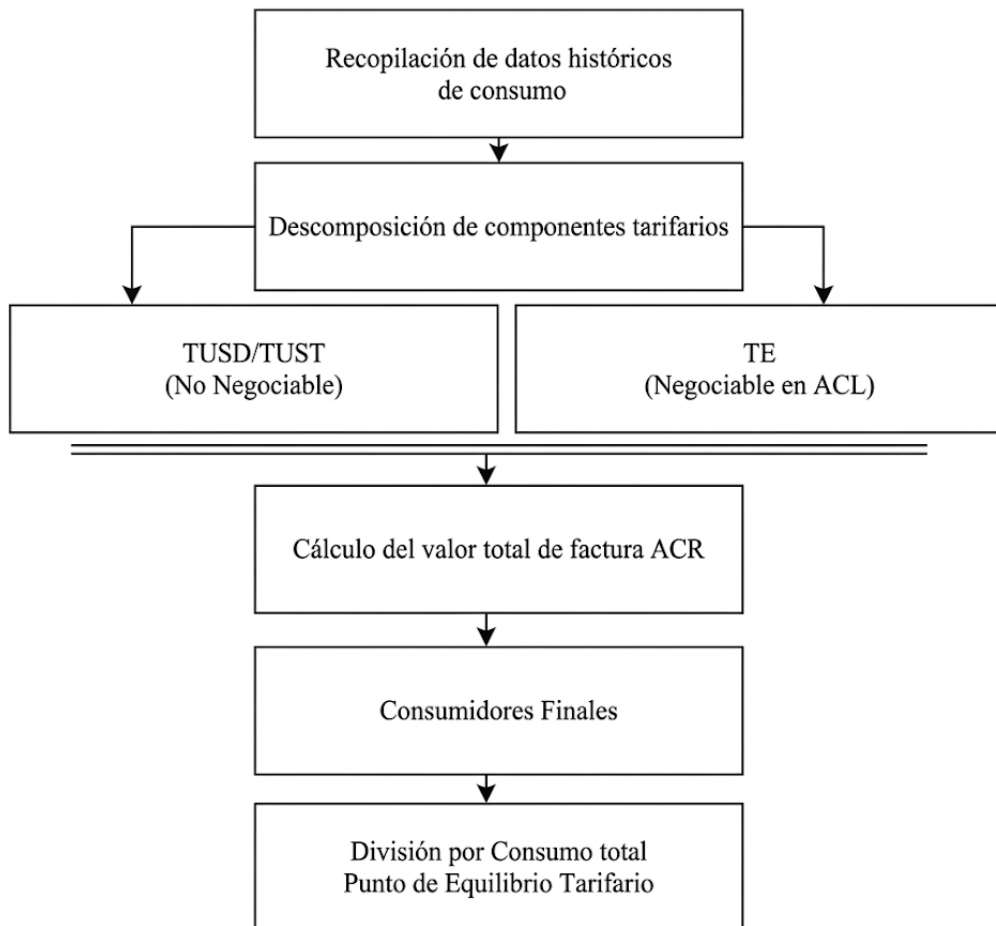 Recopilación de datos históricos
de consumo
Descomposición de componentes tarifarios
TUSD/TUST
(No Negociable)
TE
(Negociable en ACL)
Cálculo del valor total de factura ACR
Consumidores Finales
División por Consumo total
Punto de Equilibrio Tarifario